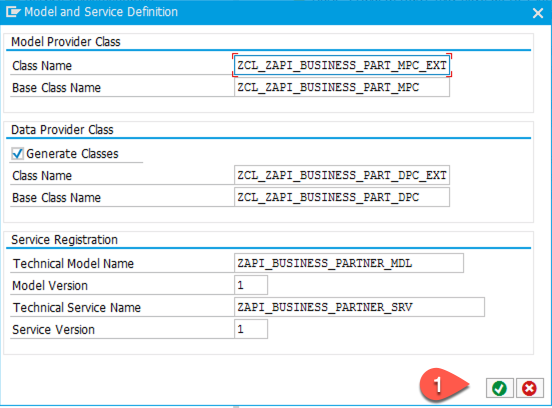 Model and Service Definition
Model Provider Class
Class Name ZCL_ZAPI_BUSINESS_PART_MPC_EXT
Base Class Name ZCL_ZAPI_BUSINESS_PART_MPC
Data Provider Class
Generate Classes
Class Name ZCL_ZAPI_BUSINESS_PART_DPC_EXT
Base Class Name ZCL_ZAPI_BUSINESS_PART_DPC
Service Registration
Technical Model Name ZAPI_BUSINESS_PARTNER_MDL
Model Version 1
Technical Service Name ZAPI_BUSINESS_PARTNER_SRV
Service Version 1
1